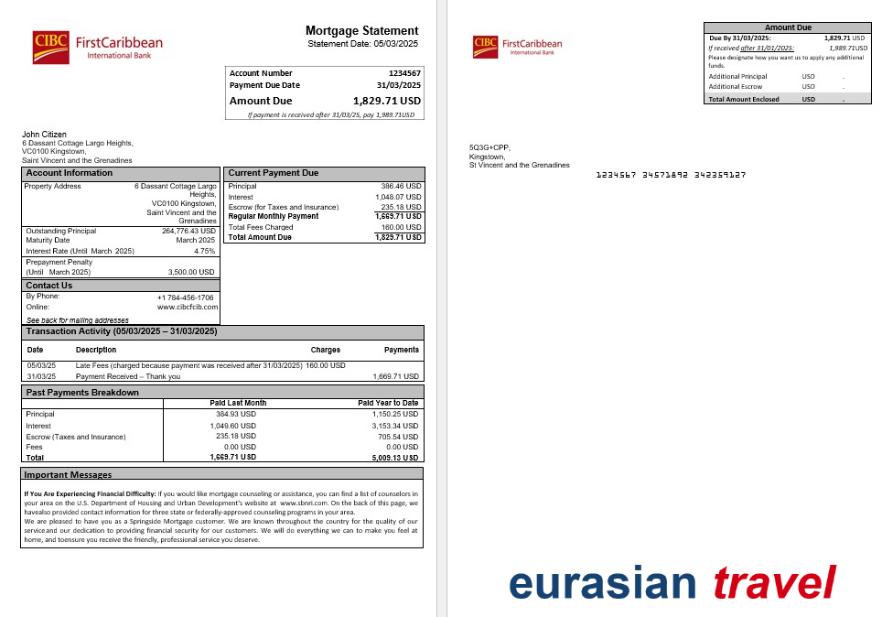 CIBC FirstCaribbean
International Bank
Mortgage Statement
Statement Date: 05/03/2025
Account Number 1234567
Payment Due Date 31/03/2025
Amount Due 1,829.71 USD
If payment is received after 31/03/25, pay 1,989.71USD
John Citizen
6 Dassant Cottage Largo Heights,
VC0100 Kingstown,
Saint Vincent and the Grenadines
Account Information
Property Address 6 Dassant Cottage Largo
Heights,
VC0100 Kingstown,
Saint Vincent and the
Grenadines
Outstanding Principal 264,776.43 USD
Maturity Date March 2025
Interest Rate (Until March 2025) 4.75%
Prepayment Penalty
(Until March 2025) 3,500.00 USD
Contact Us
By Phone: +1 784-456-1706
Online: www.cibcfcib.com
See back for mailing addresses
Current Payment Due
Principal 386.46 USD
Interest 1,048.07 USD
Escrow (for Taxes and Insurance) 235.18 USD
Regular Monthly Payment 1,669.71 USD
Total Fees Charged 160.00 USD
Total Amount Due 1,829.71 USD
Transaction Activity (05/03/2025 – 31/03/2025)
Date Description Charges Payments
05/03/25 Late Fees (charged because payment was received after 31/03/2025) 160.00 USD
31/03/25 Payment Received – Thank you 1,669.71 USD
Past Payments Breakdown
Paid Last Month Paid Year to Date
Principal 384.93 USD 1,150.25 USD
Interest 1,049.60 USD 3,153.34 USD
Escrow (Taxes and Insurance) 235.18 USD 705.54 USD
Fees 0.00 USD 0.00 USD
Total 1,669.71 USD 5,009.13 USD
Important Messages
If You Are Experiencing Financial Difficulty: If you would like mortgage counseling or assistance, you can find a list of counselors in
your area on the U.S. Department of Housing and Urban Development's website at www.sbnri.com. On the back of this page, we
havealso provided contact information for three state or federally-approved counseling programs in your area.
We are pleased to have you as a Springside Mortgage customer. We are known throughout the country for the quality of our
serviceand our dedication to providing financial security for our customers. We will do everything we can to make you feel at
home, and toensure you receive the friendly, professional service you deserve.
CIBC FirstCaribbean
International Bank
Amount Due
Due By 31/03/2025: 1,829.71 USD
If received after 31/01/2025: 1,989.71USD
Please designate how you want us to apply any additional
funds.
Additional Principal USD .
Additional Escrow USD .
Total Amount Enclosed USD .
5Q3G+CPP,
Kingstown,
St Vincent and the Grenadines
1234567 34571892 342359127
eurasian travel